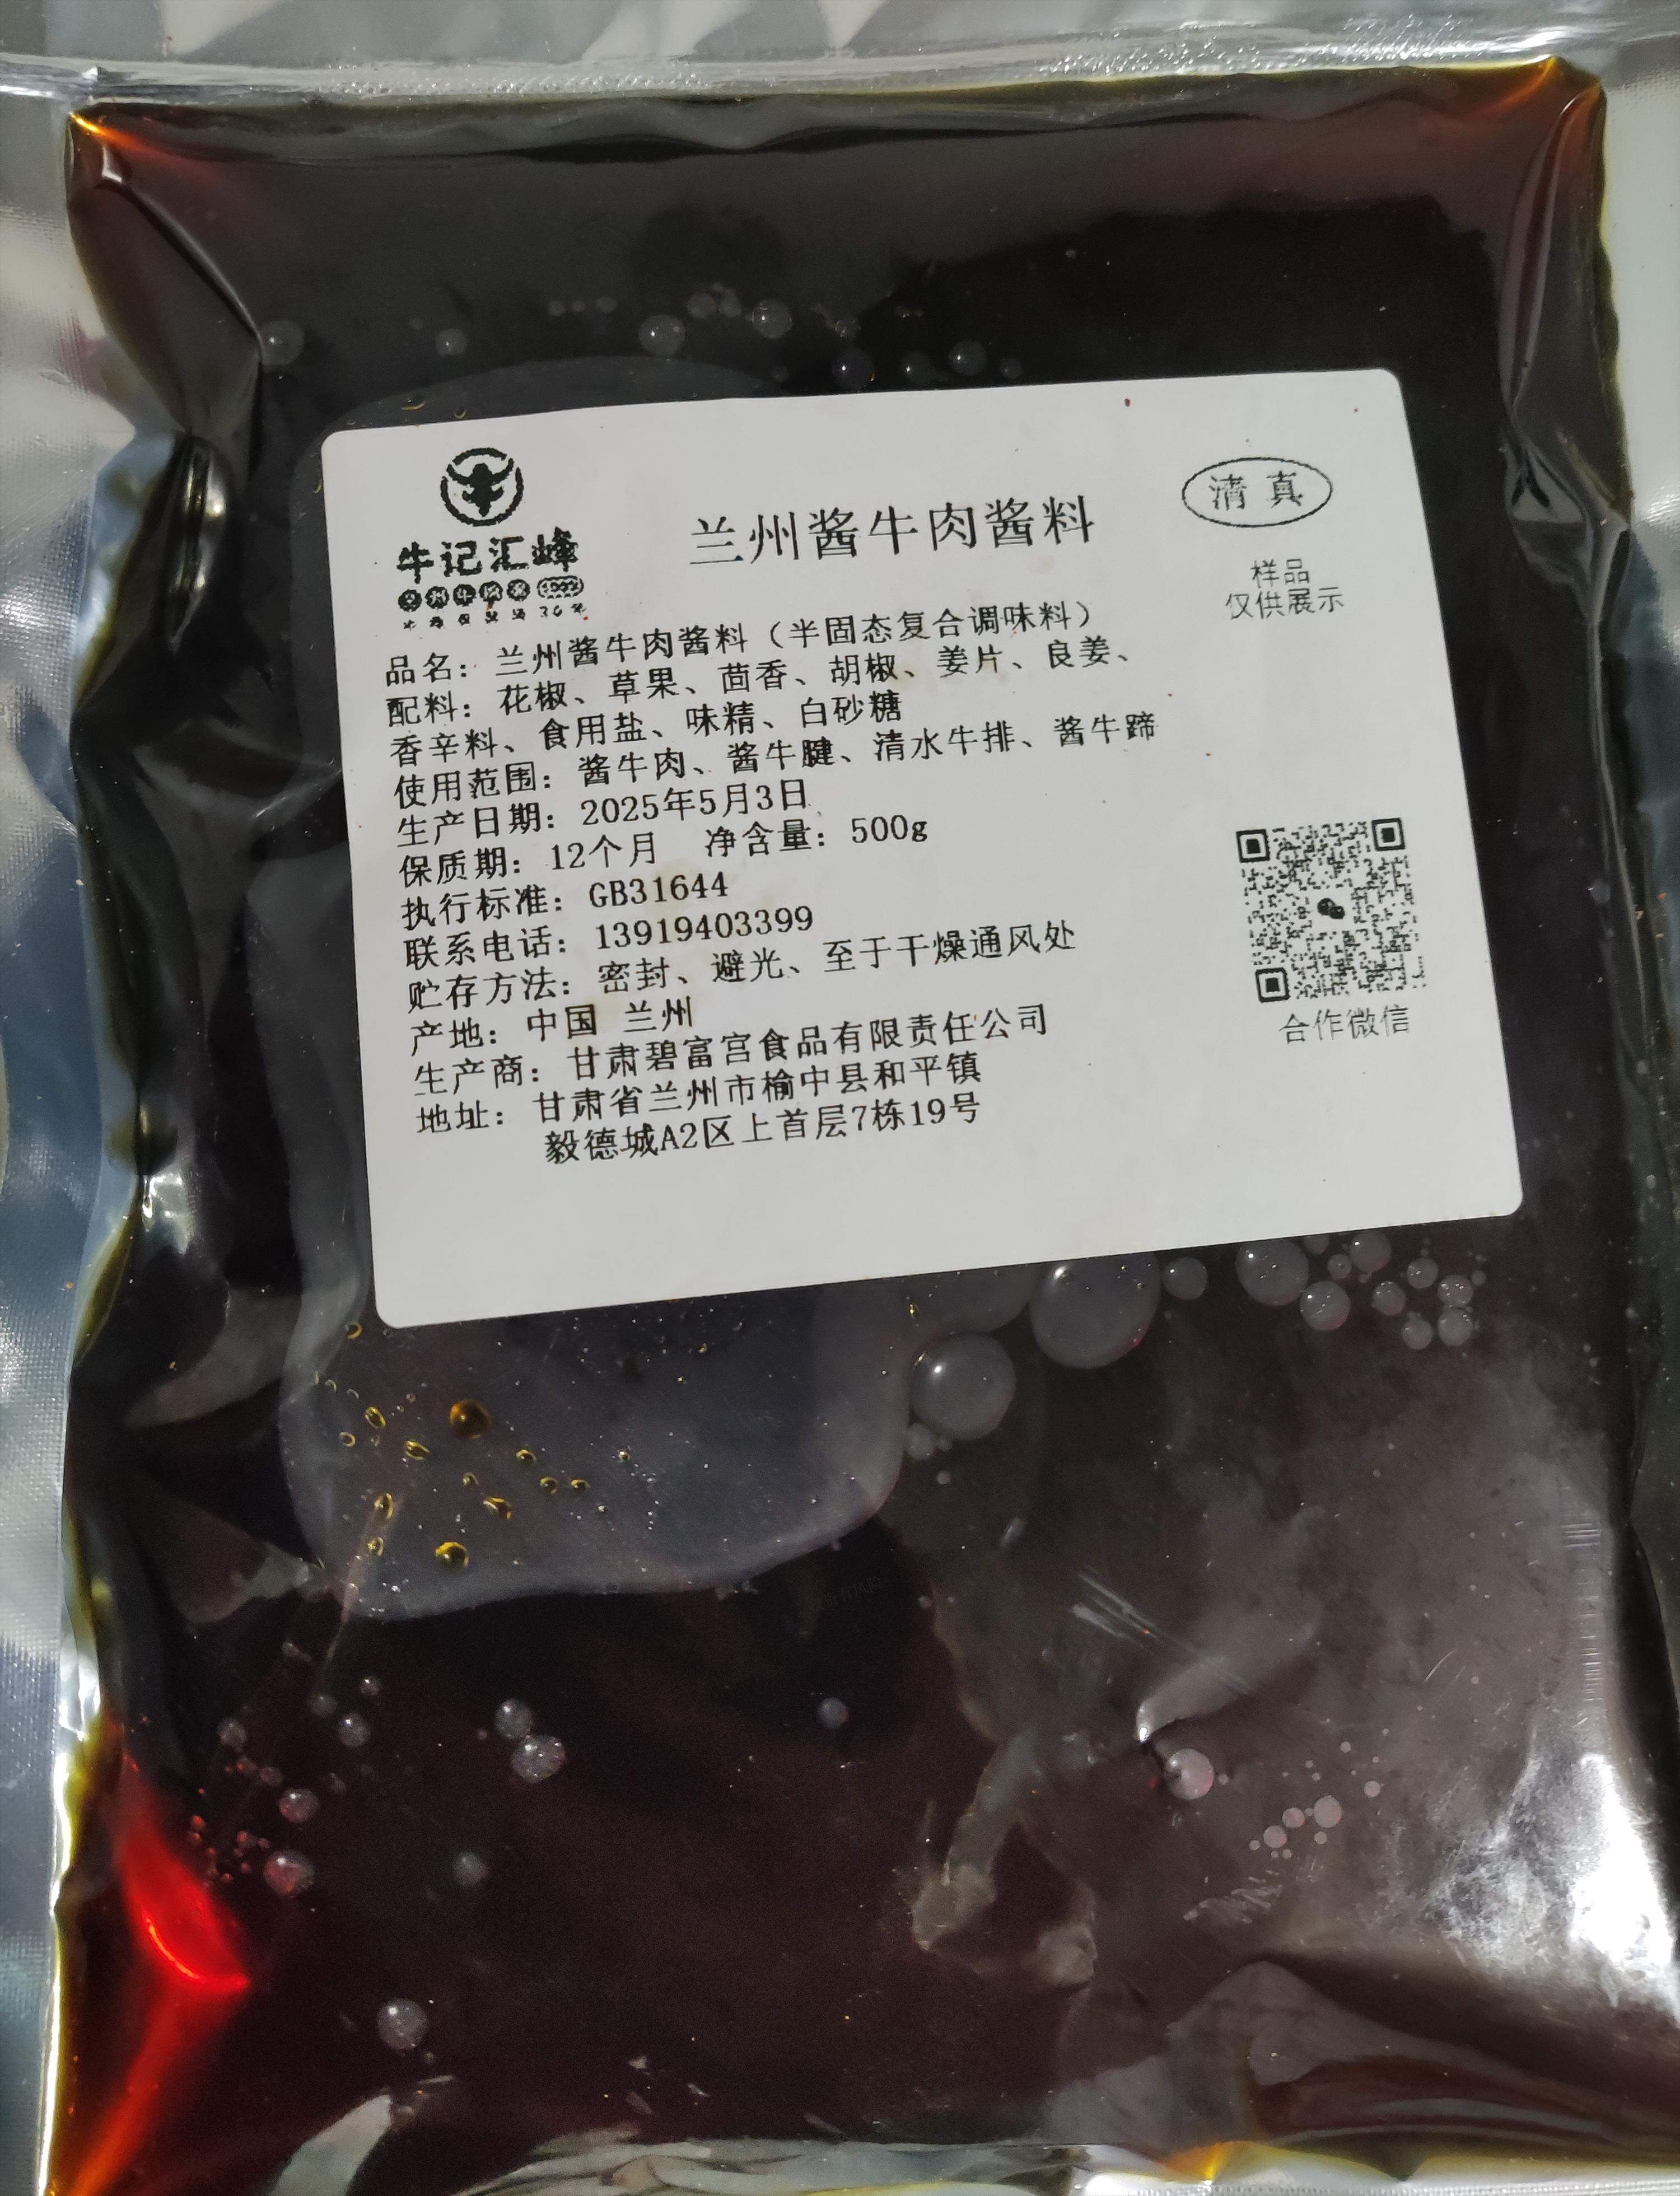 牛记汇峰
兰州酱牛肉酱料
清真
样品
仅供展示
品名：兰州酱牛肉酱料（半固态复合调味料）
配料：花椒、草果、茴香、胡椒、姜片、良姜、
香辛料、食用盐、味精、白砂糖
使用范围：酱牛肉、酱牛腱、清水牛排、酱牛蹄
生产日期：2025年5月3日
保质期：12个月 净含量：500g
执行标准：GB31644
联系电话：13919403399
贮存方法：密封、避光、至于干燥通风处
产地：中国 兰州
生产商：甘肃碧富宫食品有限责任公司
地址：甘肃省兰州市榆中县和平镇
毅德城A2区上首层7栋19号
合作微信